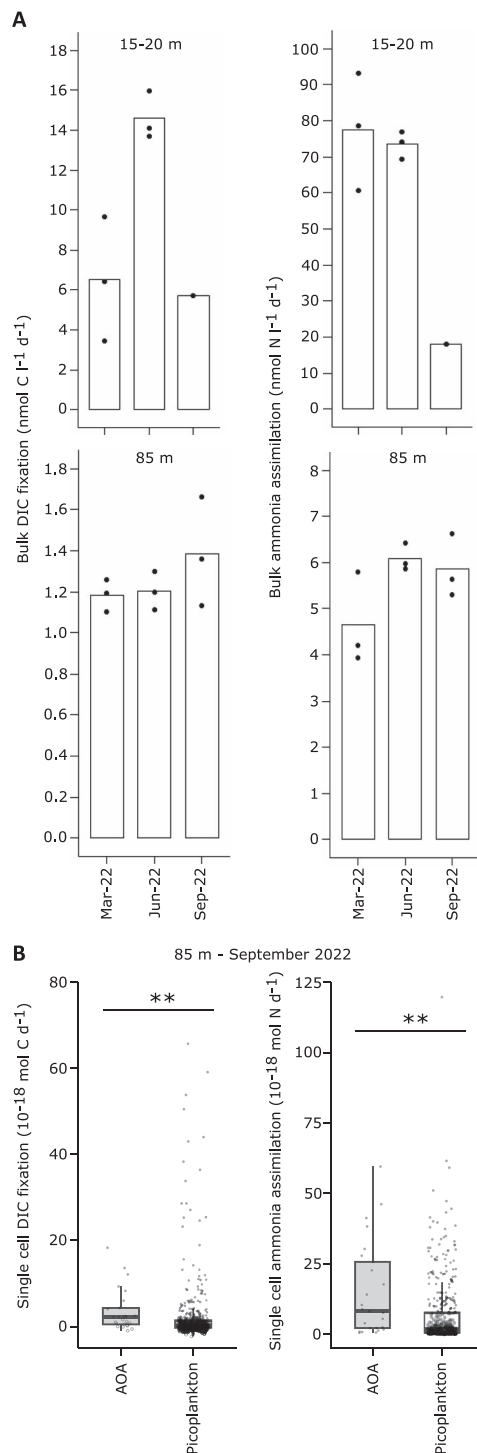 A
15-20 m
18
16
14
12
10
8
6
4
2
0
15-20 m
100
90
80
70
60
50
40
30
20
10
0
Bulk DIC fixation (nmol C l⁻¹ d⁻¹)
Bulk ammonia assimilation (nmol N l⁻¹ d⁻¹)
85 m
1.8
1.6
1.4
1.2
1.0
0.8
0.6
0.4
0.2
0.0
Mar-22
Jun-22
Sep-22
85 m
8
7
6
5
4
3
2
1
0
Mar-22
Jun-22
Sep-22
B
85 m - September 2022
Single cell DIC fixation (10⁻¹⁸ mol C d⁻¹)
80
60
40
20
0
**
AOA
Picoplankton
Single cell ammonia assimilation (10⁻¹⁸ mol N d⁻¹)
125
100
75
50
25
0
**
AOA
Picoplankton